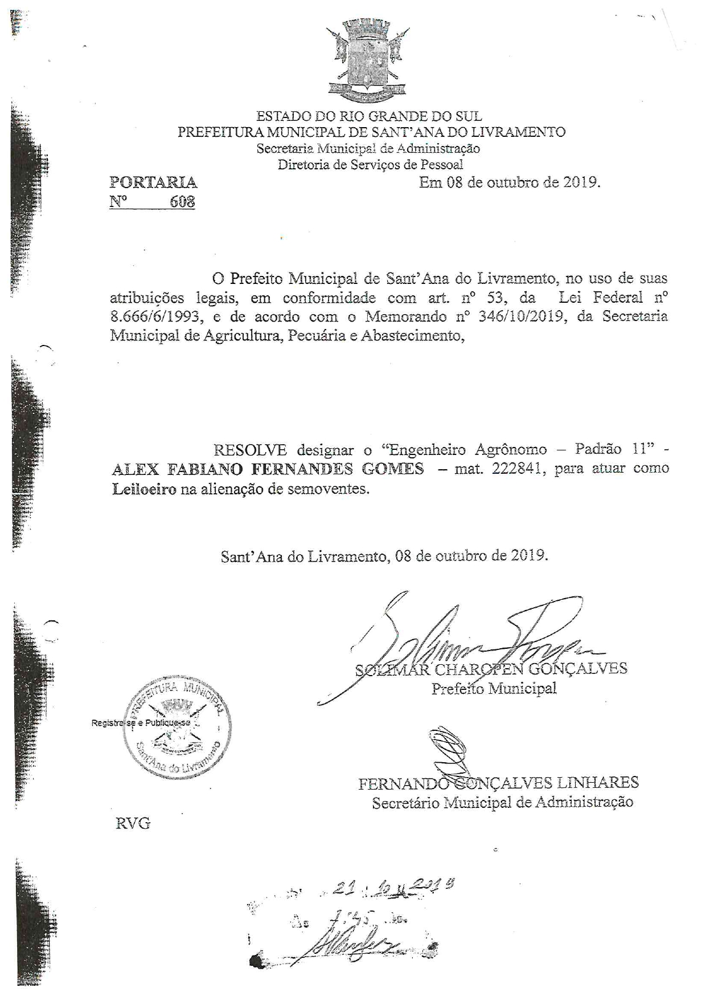 ESTADO DO RIO GRANDE DO SUL
PREFEITURA MUNICIPAL DE SANT'ANA DO LIVRAMENTO
Secretaria Municipal de Administração
Diretoria de Serviços de Pessoal
PORTARIA Em 08 de outubro de 2019.
Nº 608
O Prefeito Municipal de Sant'Ana do Livramento, no uso de suas
atribuições legais, em conformidade com art. nº 53, da Lei Federal nº
8.666/6/1993, e de acordo com o Memorando nº 346/10/2019, da Secretaria
Municipal de Agricultura, Pecuária e Abastecimento,
RESOLVE designar o “Engenheiro Agrônomo – Padrão 11” -
ALEX FABIANO FERNANDES GOMES – mat. 222841, para atuar como
Leiloeiro na alienação de semoventes.
Sant'Ana do Livramento, 08 de outubro de 2019.
SOLIMAR CHAROPEN GONÇALVES
Prefeito Municipal
PREFEITURA MUNICIPAL
Registre-se e Publique-se
Sant'Ana do Livramento
FERNANDO GONÇALVES LINHARES
Secretário Municipal de Administração
RVG
21 10 2019
Às 7:45 hs.